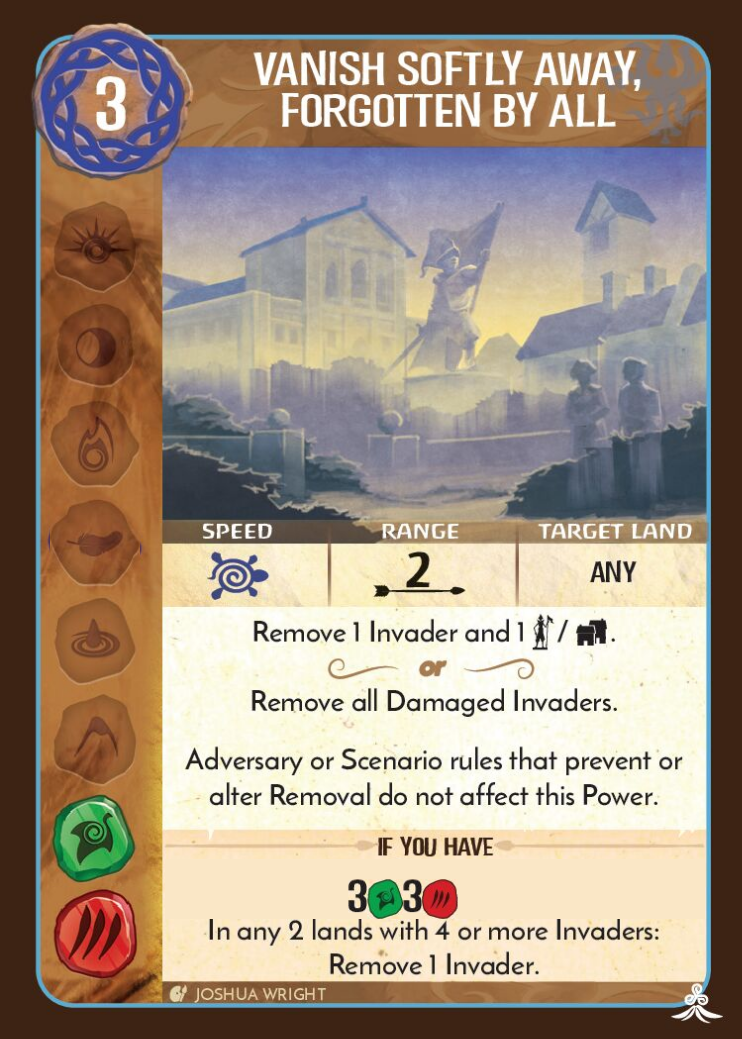 3
VANISH SOFTLY AWAY,
FORGOTTEN BY ALL
SPEED RANGE TARGET LAND
2 ANY
Remove 1 Invader and 1 / .
or
Remove all Damaged Invaders.
Adversary or Scenario rules that prevent or
alter Removal do not affect this Power.
IF YOU HAVE
3 3
In any 2 lands with 4 or more Invaders:
Remove 1 Invader.
JOSHUA WRIGHT